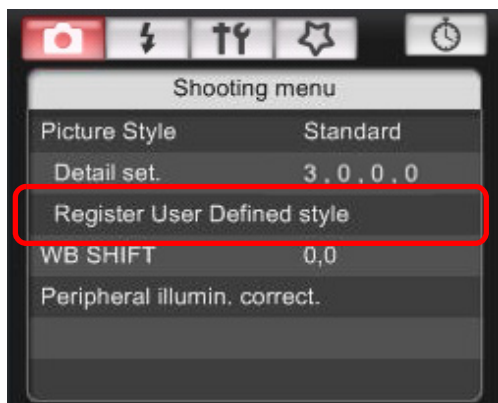 Shooting menu
Picture Style Standard
Detail set. 3 , 0 , 0 , 0
Register User Defined style
WB SHIFT 0,0
Peripheral illumin. correct.